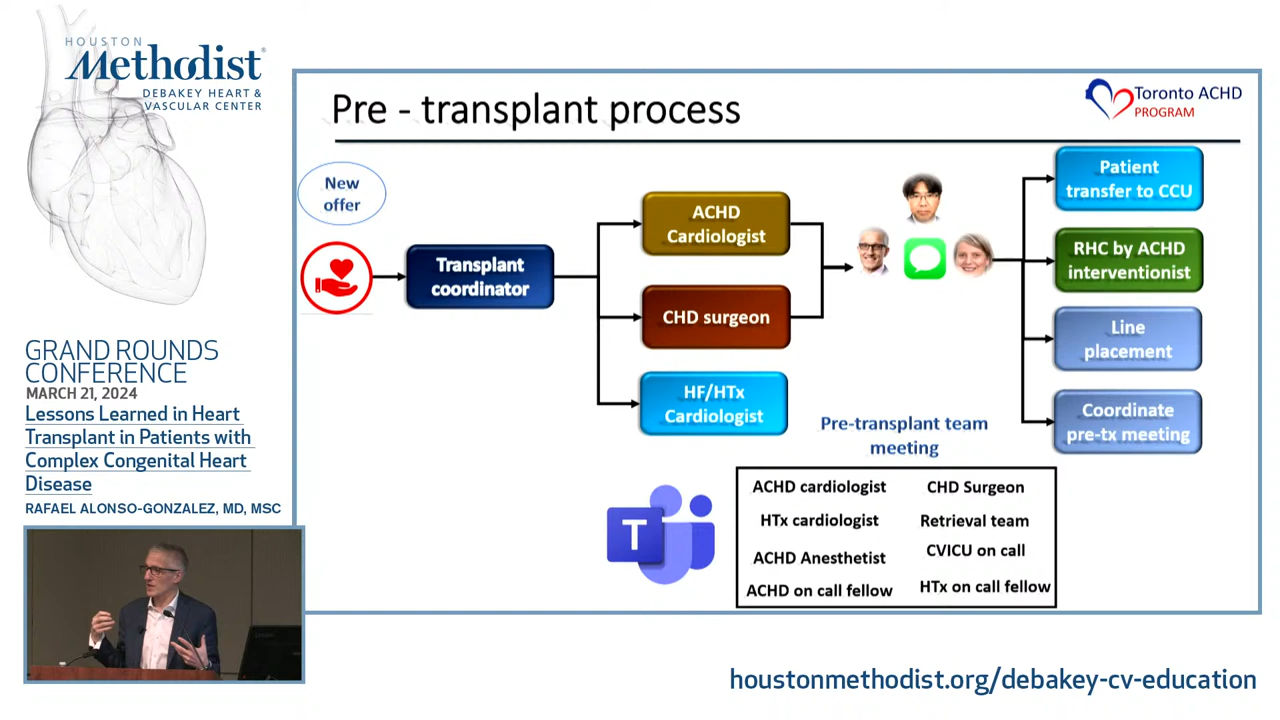 HOUSTON
Methodist®
DEBAKEY HEART &
VASCULAR CENTER
GRAND ROUNDS
CONFERENCE
MARCH 21, 2024
Lessons Learned in Heart
Transplant in Patients with
Complex Congenital Heart
Disease
RAFAEL ALONSO-GONZALEZ, MD, MSC
Pre - transplant process
Toronto ACHD
PROGRAM
New
offer
Transplant
coordinator
ACHD
Cardiologist
CHD surgeon
HF/HTx
Cardiologist
Patient
transfer to CCU
RHC by ACHD
interventionist
Line
placement
Coordinate
pre-tx meeting
Pre-transplant team
meeting
T
ACHD cardiologist
CHD Surgeon
HTx cardiologist
Retrieval team
ACHD Anesthetist
CVICU on call
ACHD on call fellow
HTx on call fellow
houstonmethodist.org/debakey-cv-education